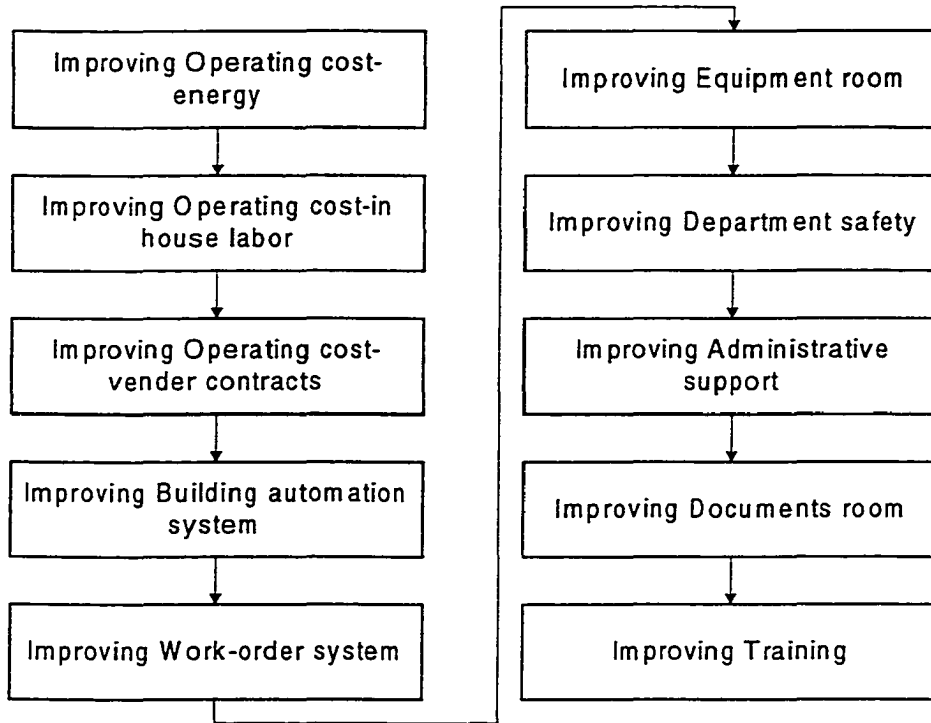 Improving Operating cost-
energy
Improving Operating cost-in
house labor
Improving Operating
cost-
vender contracts
Improving Building automation
system
Improving Work-order system
Improving Equipment room
Improving Department safety
Improving Administrative
support
Improving Documents room
Improving Training